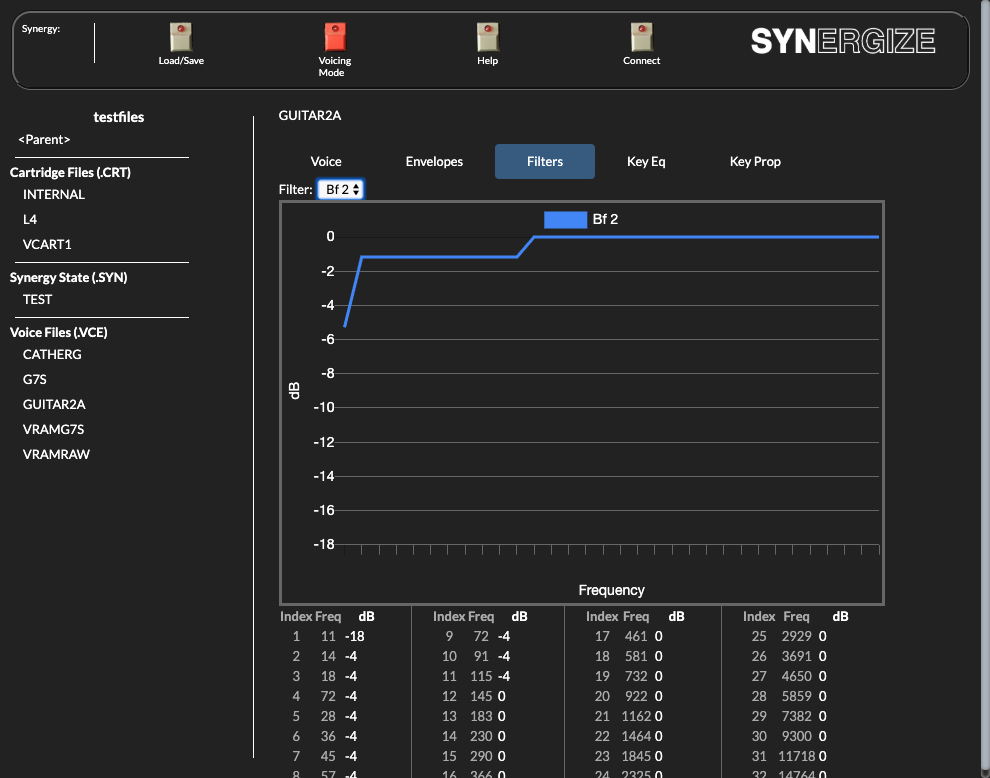 Synergy:
Load/Save
Voicing
Mode
Help
Connect
SYNERGIZE
testfiles
<Parent>
Cartridge Files (.CRT)
INTERNAL
L4
VCART1
Synergy State (.SYN)
TEST
Voice Files (.VCE)
CATHERG
G7S
GUITAR2A
VRAMG7S
VRAMRAW
GUITAR2A
Voice Envelopes Filters Key Eq Key Prop
Filter: Bf 2
Bf 2
0
-2
-4
-6
-8
-10
-12
-14
-16
-18
dB
Frequency
Index Freq dB Index Freq dB Index Freq dB Index Freq dB
1 11 -18 9 72 -4 17 461 0 25 2929 0
2 14 -4 10 91 -4 18 581 0 26 3691 0
3 18 -4 11 115 -4 19 732 0 27 4650 0
4 72 -4 12 145 0 20 922 0 28 5859 0
5 28 -4 13 183 0 21 1162 0 29 7382 0
6 36 -4 14 230 0 22 1464 0 30 9300 0
7 45 -4 15 290 0 23 1845 0 31 11718 0
8 57 -4 16 366 0 24 2325 0 32 14764 0